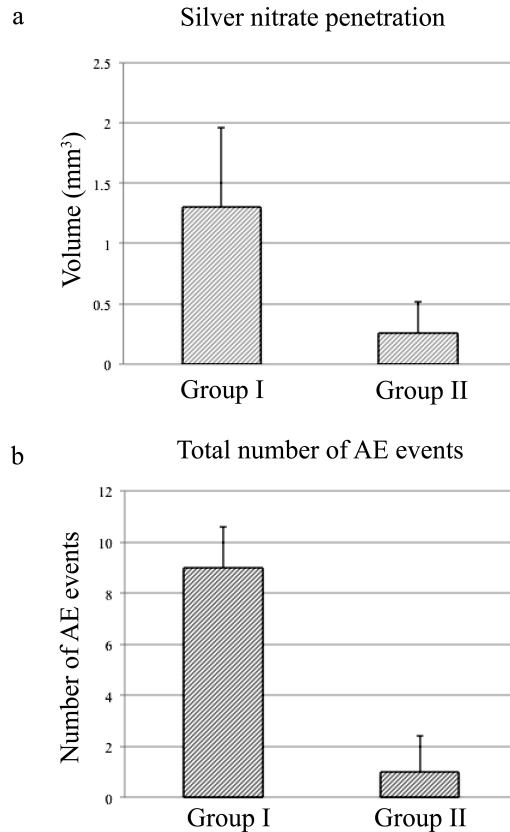 a
Silver nitrate penetration
Volume (mm³)
2.5
2
1.5
1
0.5
0
Group I
Group II
b
Total number of AE events
Number of AE events
12
10
8
6
4
2
0
Group I
Group II